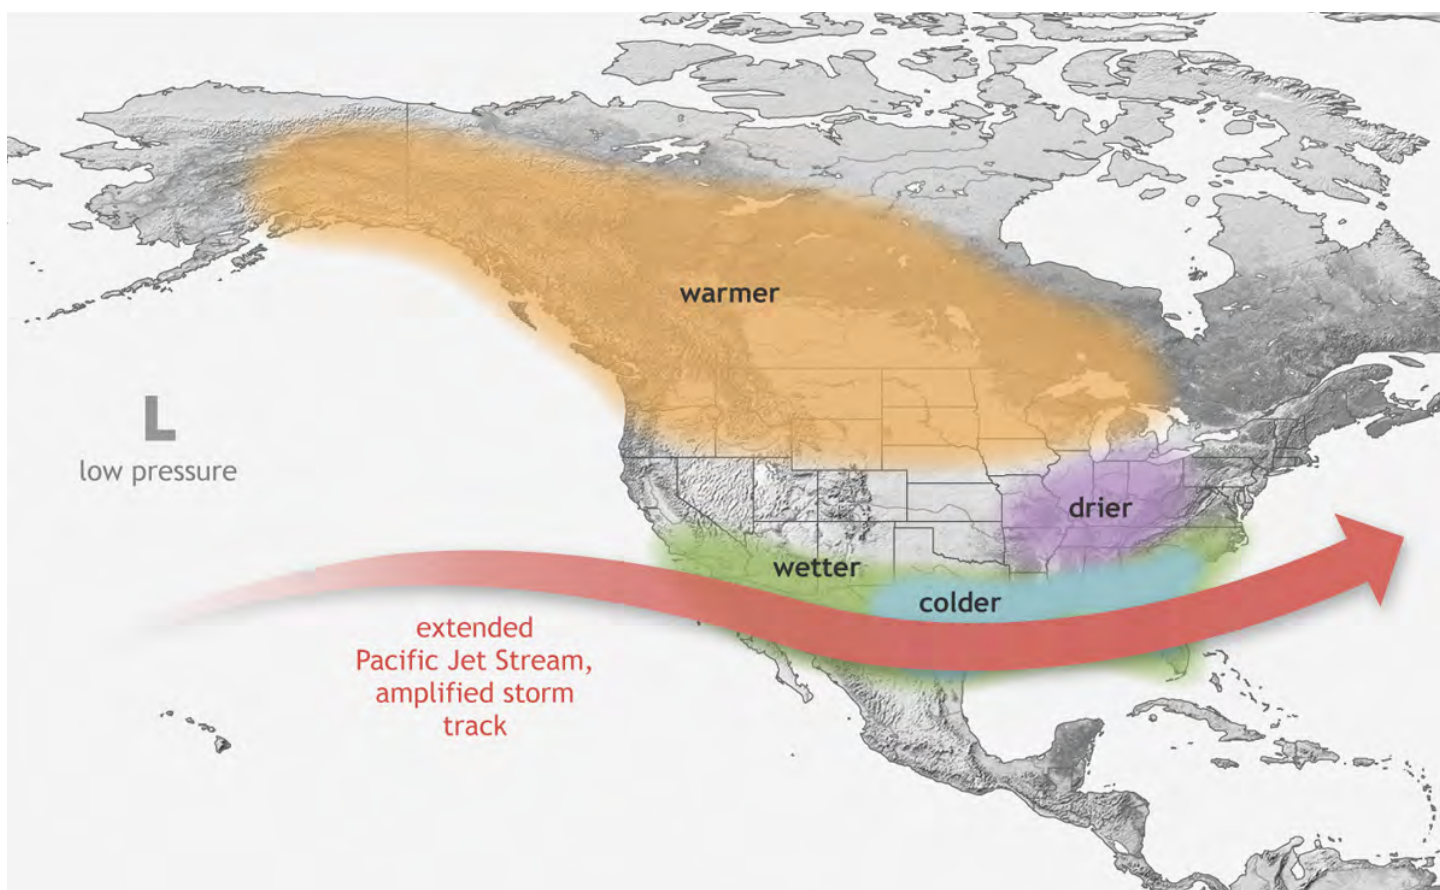 warmer
L
low pressure
drier
wetter
colder
extended
Pacific Jet Stream,
amplified storm
track